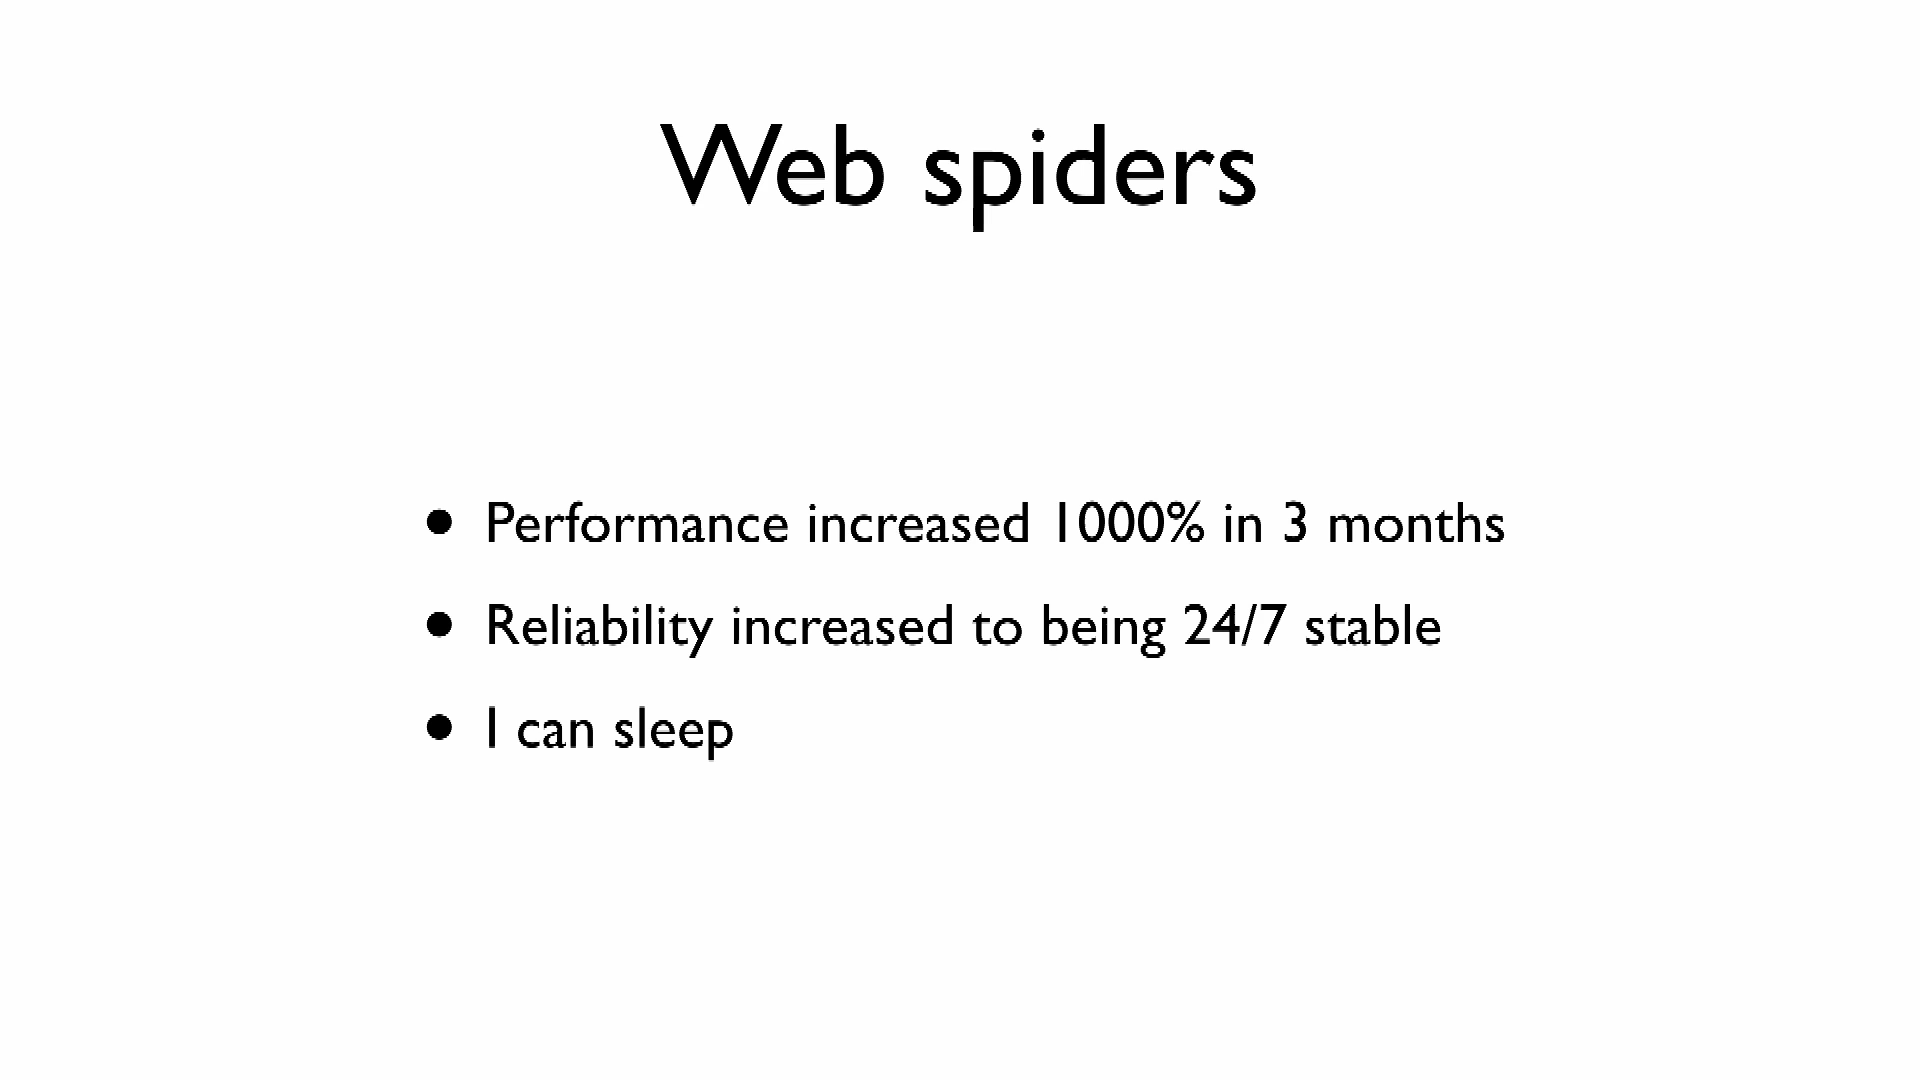 Web spiders
• Performance increased 1000% in 3 months
• Reliability increased to being 24/7 stable
• I can sleep